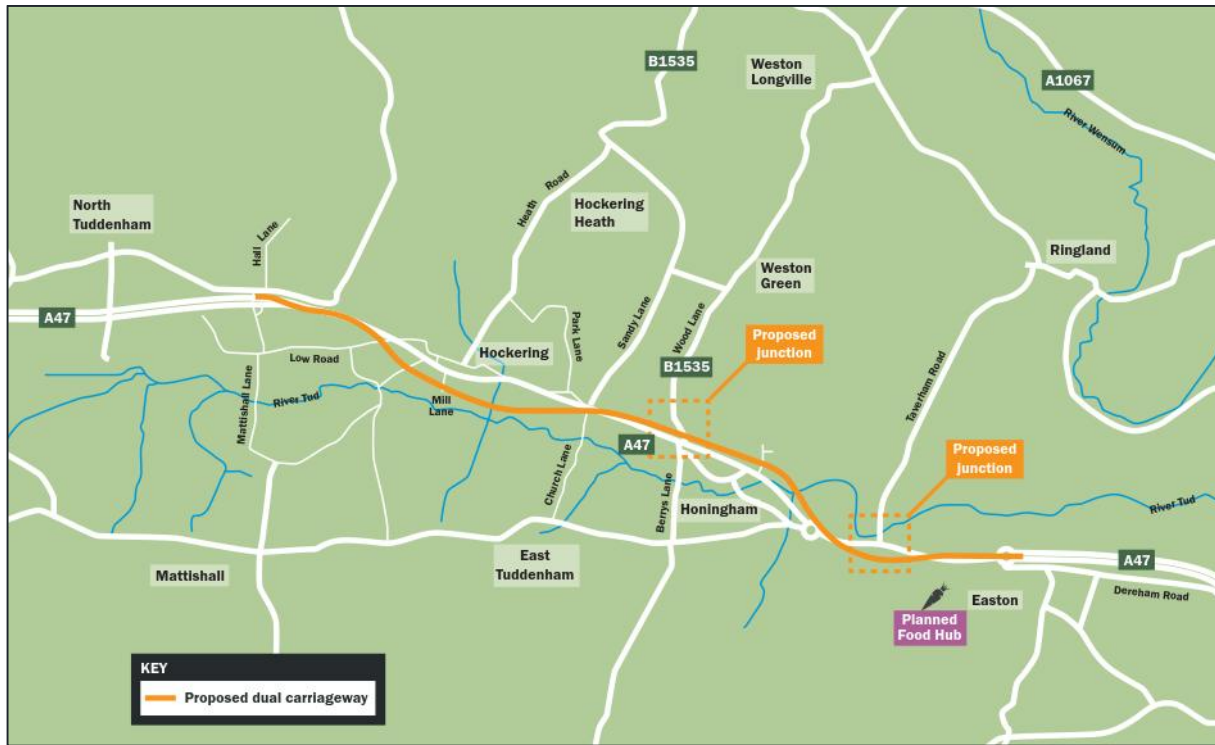 B1535
Weston
Longville
A1067
River Wensum
North
Tuddenham
Hall Lane
Heath Road
Hockering
Heath
Ringland
Weston
Green
A47
Low Road
Hockering
Park Lane
Sandy Lane
Wood Lane
Proposed
Junction
B1535
Taverham Road
Mattishall Lane
River Tud
Mill
Lane
A47
Church Lane
Berrys Lane
Honingham
Proposed
Junction
River Tud
Mattishall
East
Tuddenham
A47
Dereham Road
Easton
Planned
Food Hub
KEY
Proposed dual carriageway